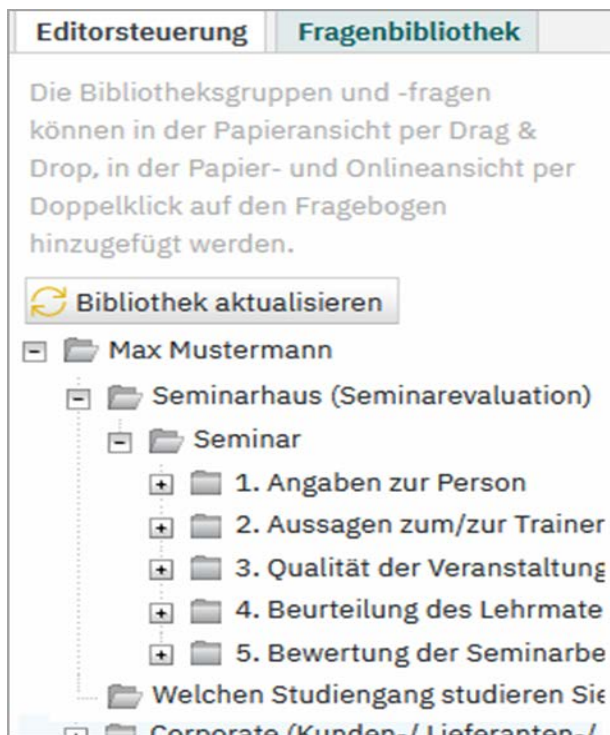 Editorsteuerung Fragenbibliothek
Die Bibliotheksgruppen und -fragen
können in der Papieransicht per Drag &
Drop, in der Papier- und Onlineansicht per
Doppelklick auf den Fragebogen
hinzugefügt werden.
Bibliothek aktualisieren
Max Mustermann
Seminarhaus (Seminarevaluation)
Seminar
1. Angaben zur Person
2. Aussagen zum/zur Trainer
3. Qualität der Veranstaltung
4. Beurteilung des Lehrmate
5. Bewertung der Seminarbe
Welchen Studiengang studieren Sie
Corporate (Kunden-/ Lieferanten-/